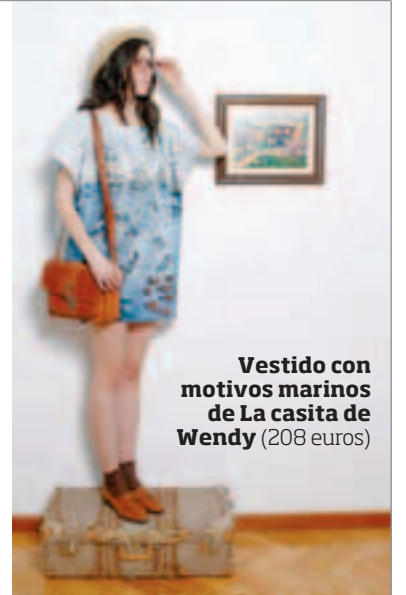 Vestido con
motivos marinos
de La casita de
Wendy (208 euros)